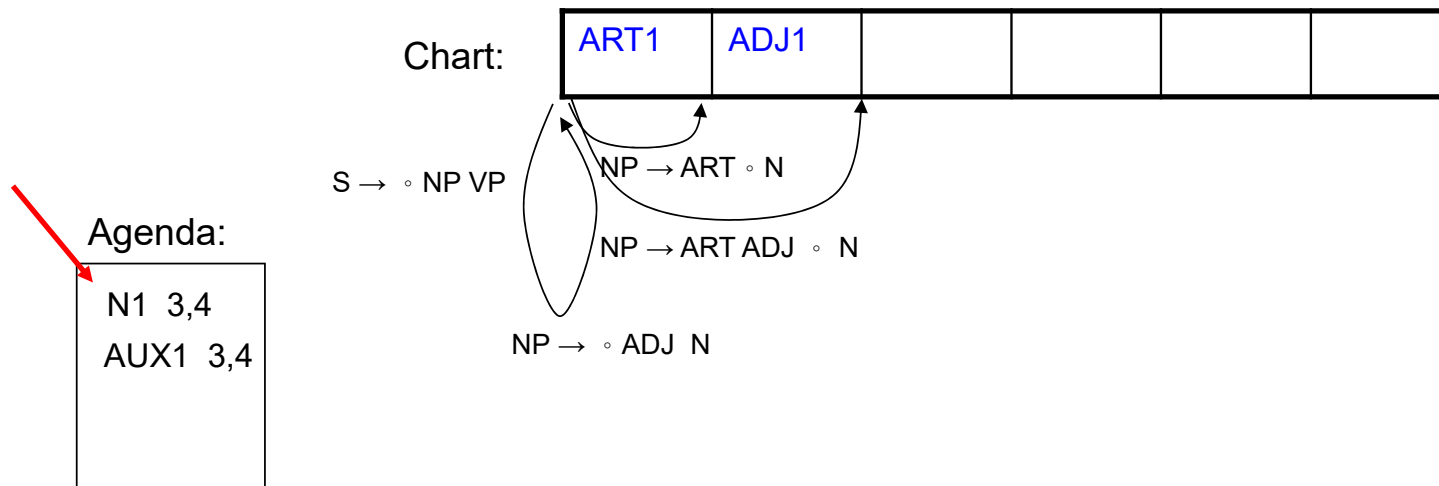 Chart:
ART1
ADJ1
NP → ART ◦ N
S → ◦ NP VP
Agenda:
NP → ART ADJ ◦ N
N1 3,4
AUX1 3,4
NP → ◦ ADJ N